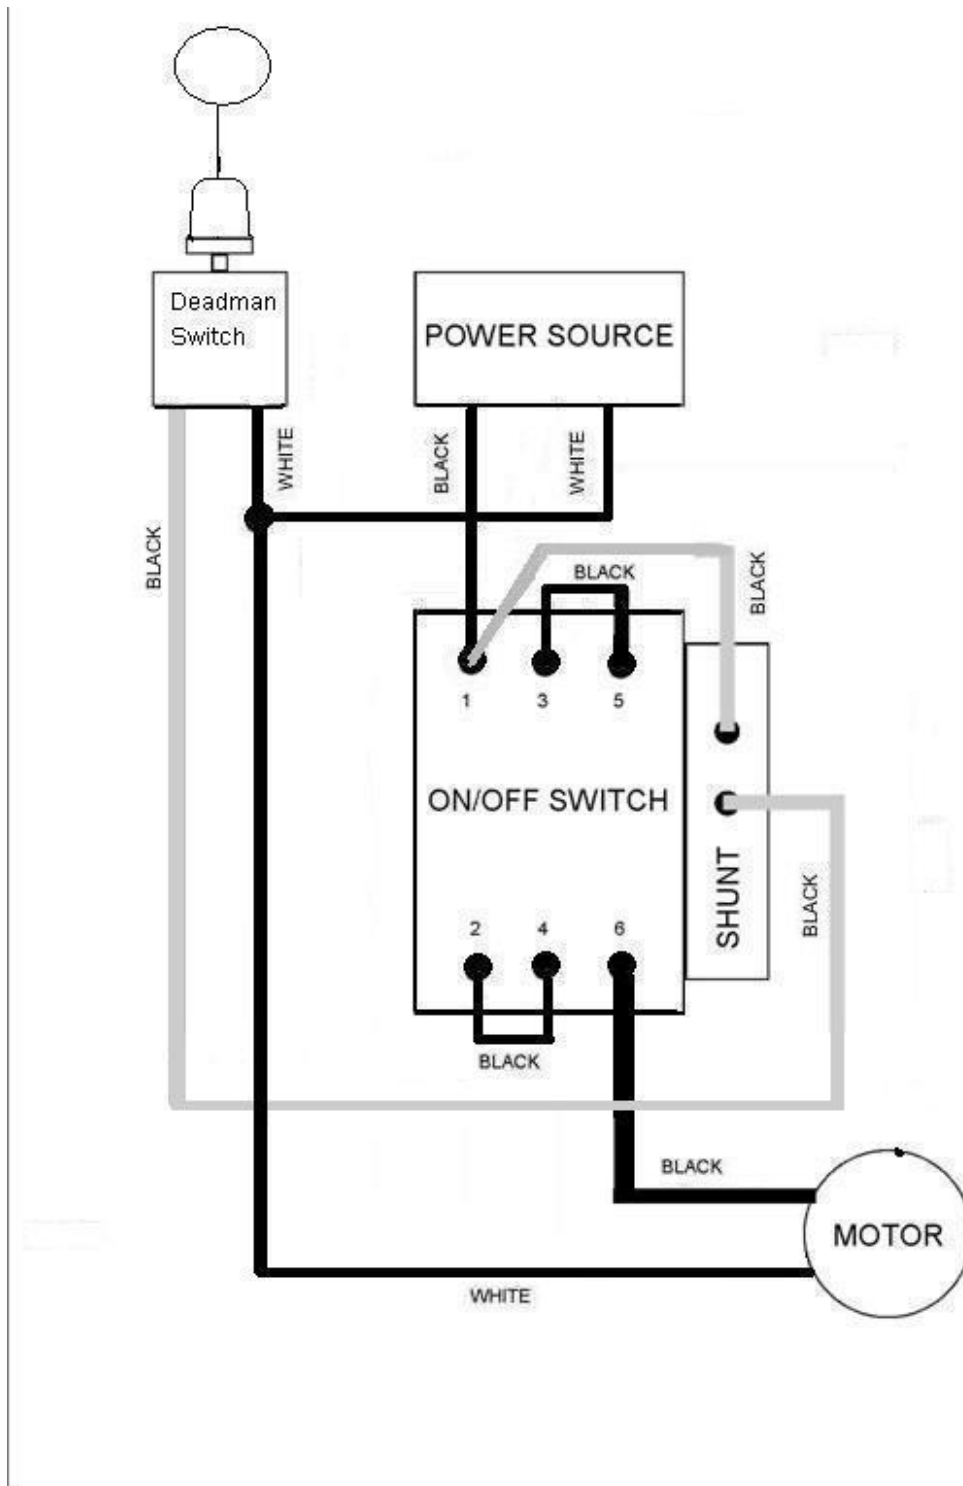 Deadman
Switch
POWER SOURCE
WHITE
BLACK
WHITE
BLACK
BLACK
BLACK
1
3
5
ON/OFF SWITCH
SHUNT
BLACK
2
4
6
BLACK
BLACK
MOTOR
WHITE